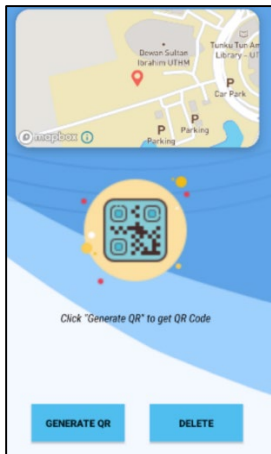 Dewan Sultan
Ibrahim UTHM
Tunku Tun Am
Library - UT
P
Car Park
P
Parking
P
Parking
mapbox
Click "Generate QR" to get QR Code
GENERATE QR
DELETE